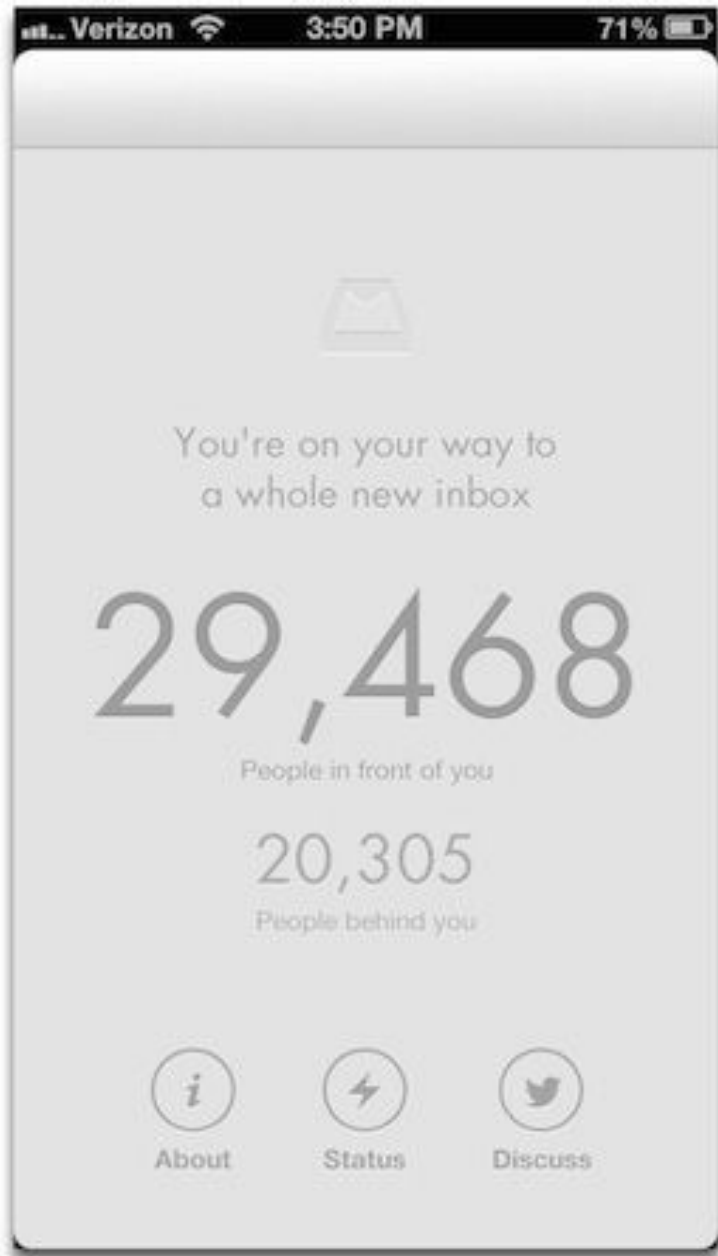 Verizon 3:50 PM 71%
You're on your way to
a whole new inbox
29,468
People in front of you
20,305
People behind you
i
About Status Discuss